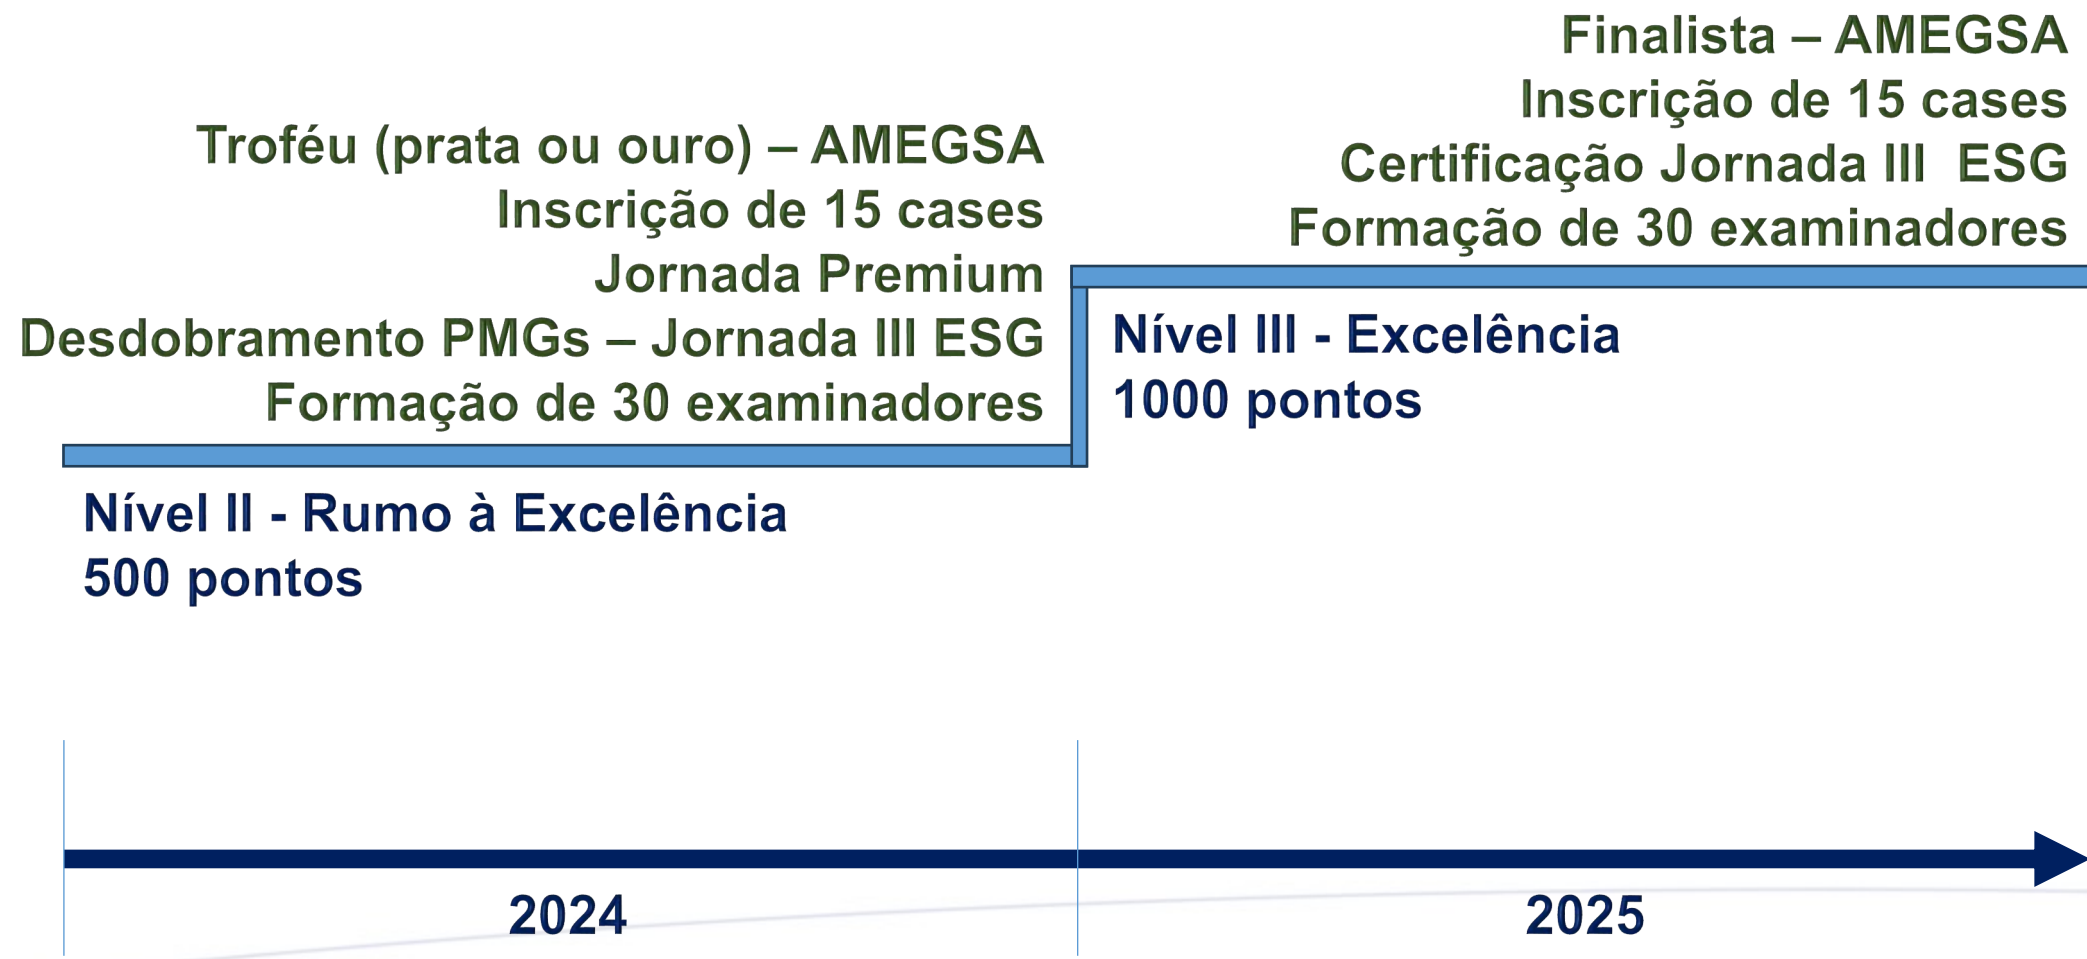 Troféu (prata ou ouro) – AMEGSA
Inscrição de 15 cases
Jornada Premium
Desdobramento PMGs – Jornada III ESG
Formação de 30 examinadores
Nível II - Rumo à Excelência
500 pontos
Finalista – AMEGSA
Inscrição de 15 cases
Certificação Jornada III  ESG
Formação de 30 examinadores
Nível III - Excelência
1000 pontos
2024
2025